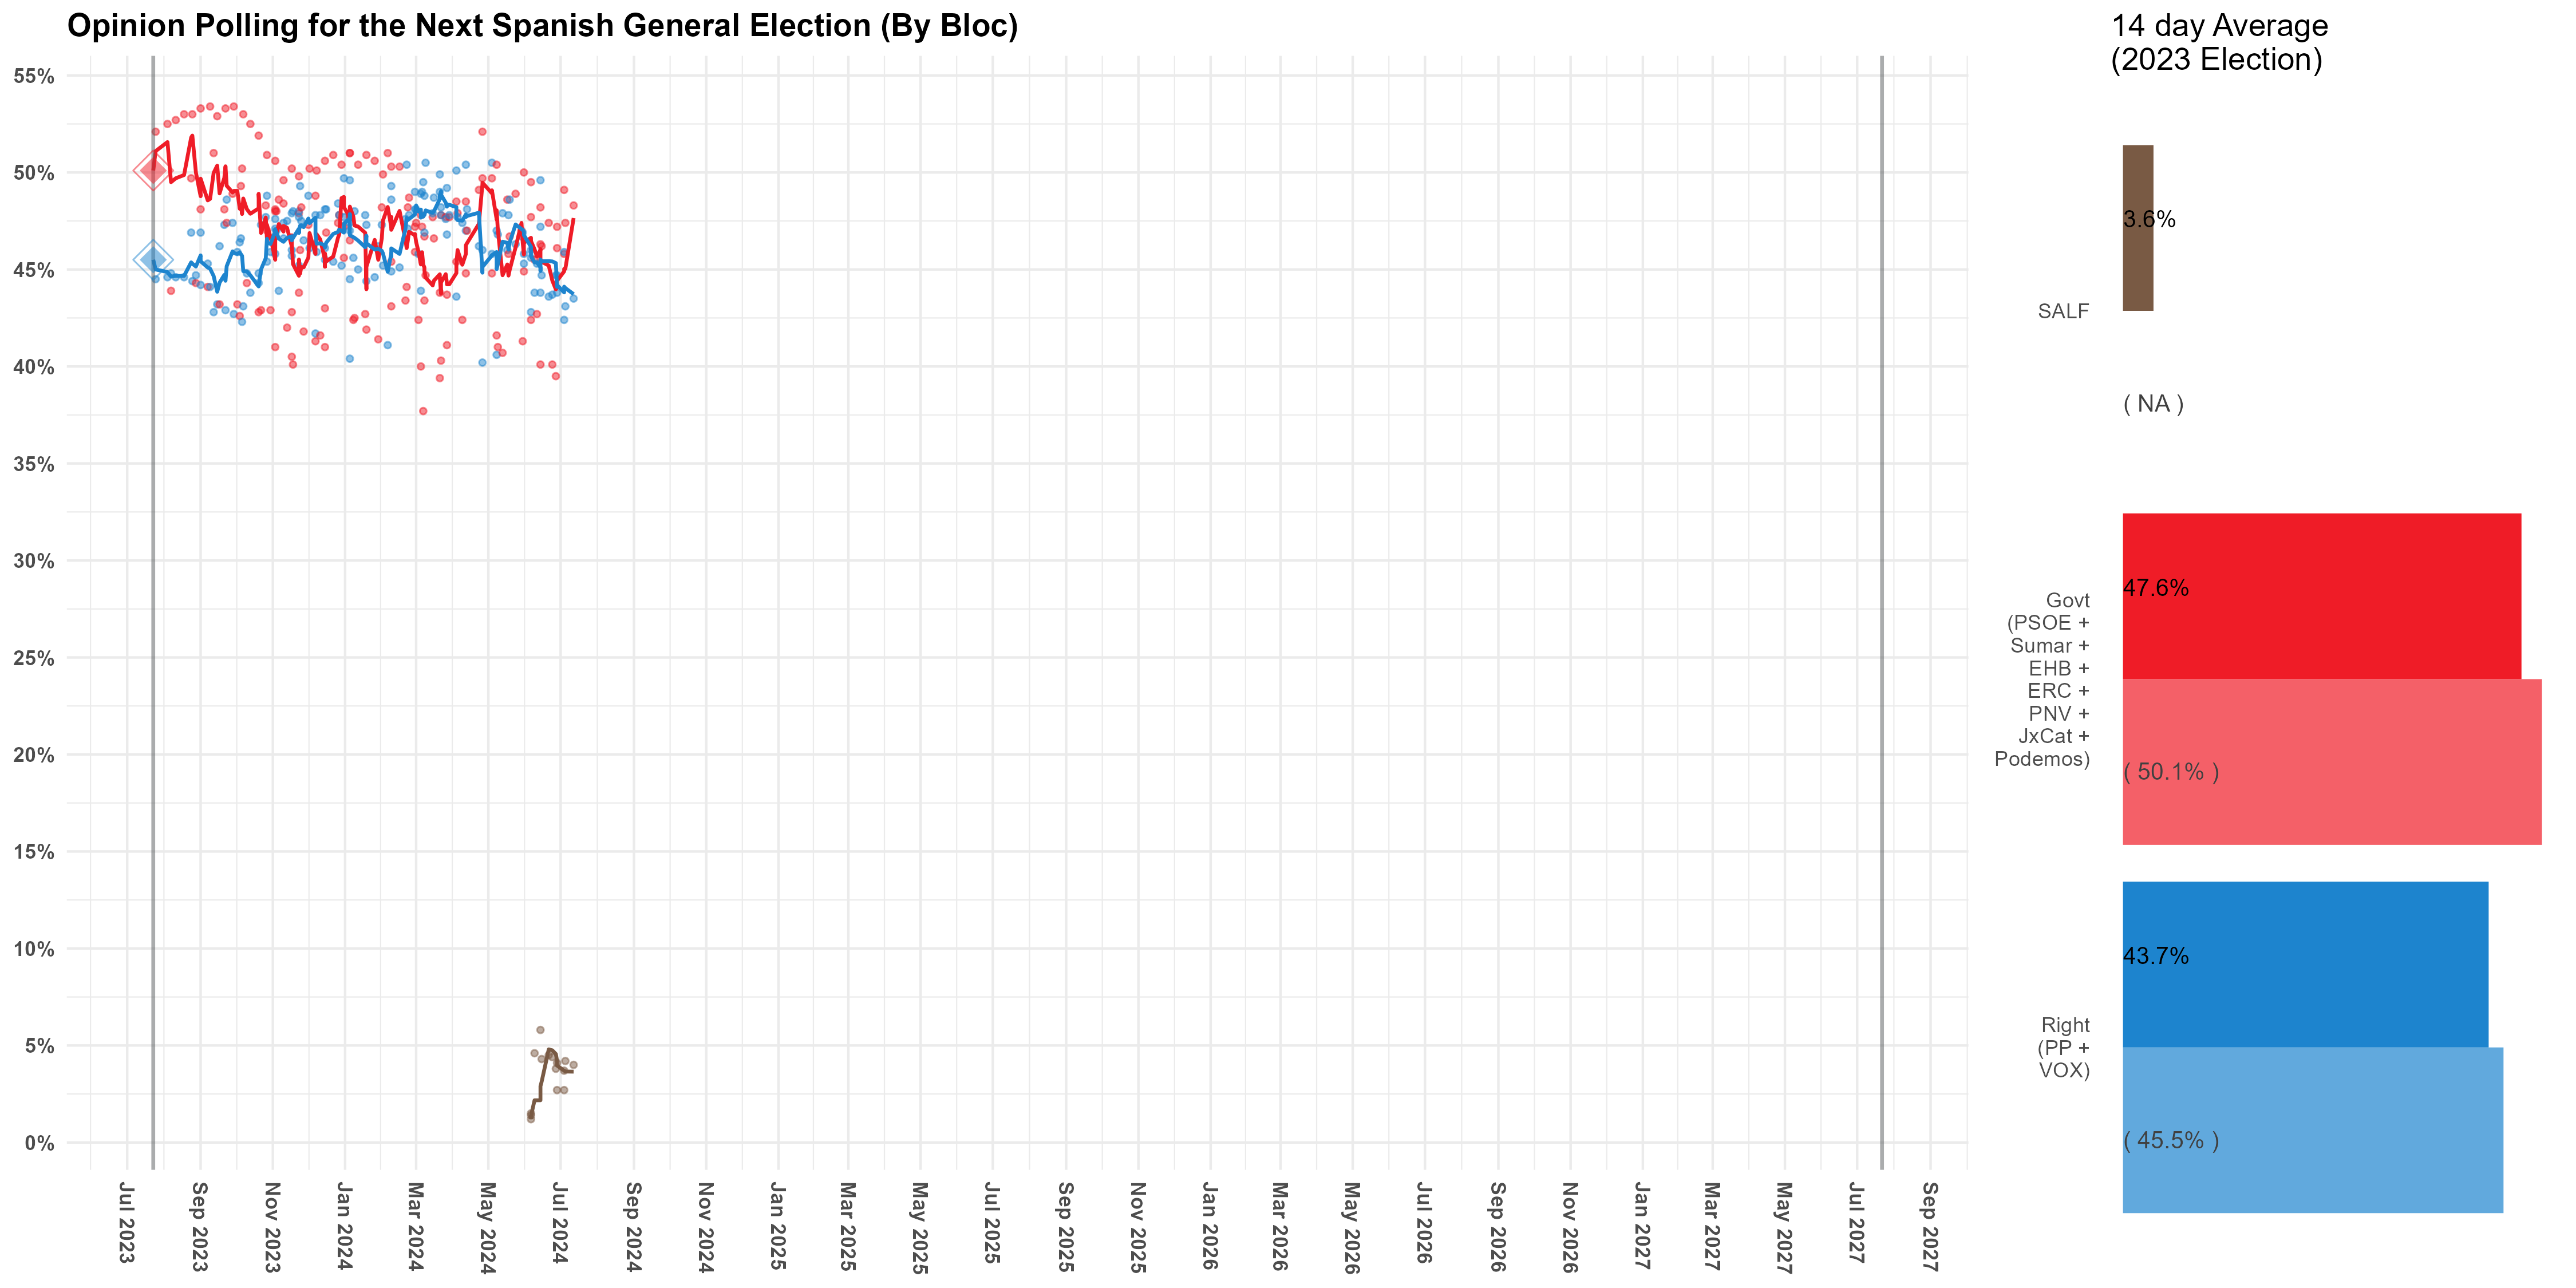 Opinion Polling for the Next Spanish General Election (By Bloc)
14 day Average
(2023 Election)
55%
50%
45%
40%
35%
30%
25%
20%
15%
10%
5%
0%
Jul 2023
Sep 2023
Nov 2023
Jan 2024
Mar 2024
May 2024
Jul 2024
Sep 2024
Nov 2024
Jan 2025
Mar 2025
May 2025
Jul 2025
Sep 2025
Nov 2025
Jan 2026
Mar 2026
May 2026
Jul 2026
Sep 2026
Nov 2026
Jan 2027
Mar 2027
May 2027
Jul 2027
Sep 2027
SALF
3.6%
( NA )
Govt
(PSOE +
Sumar +
EHB +
ERC +
PNV +
JxCat +
Podemos)
47.6%
( 50.1% )
Right
(PP +
VOX)
43.7%
( 45.5% )